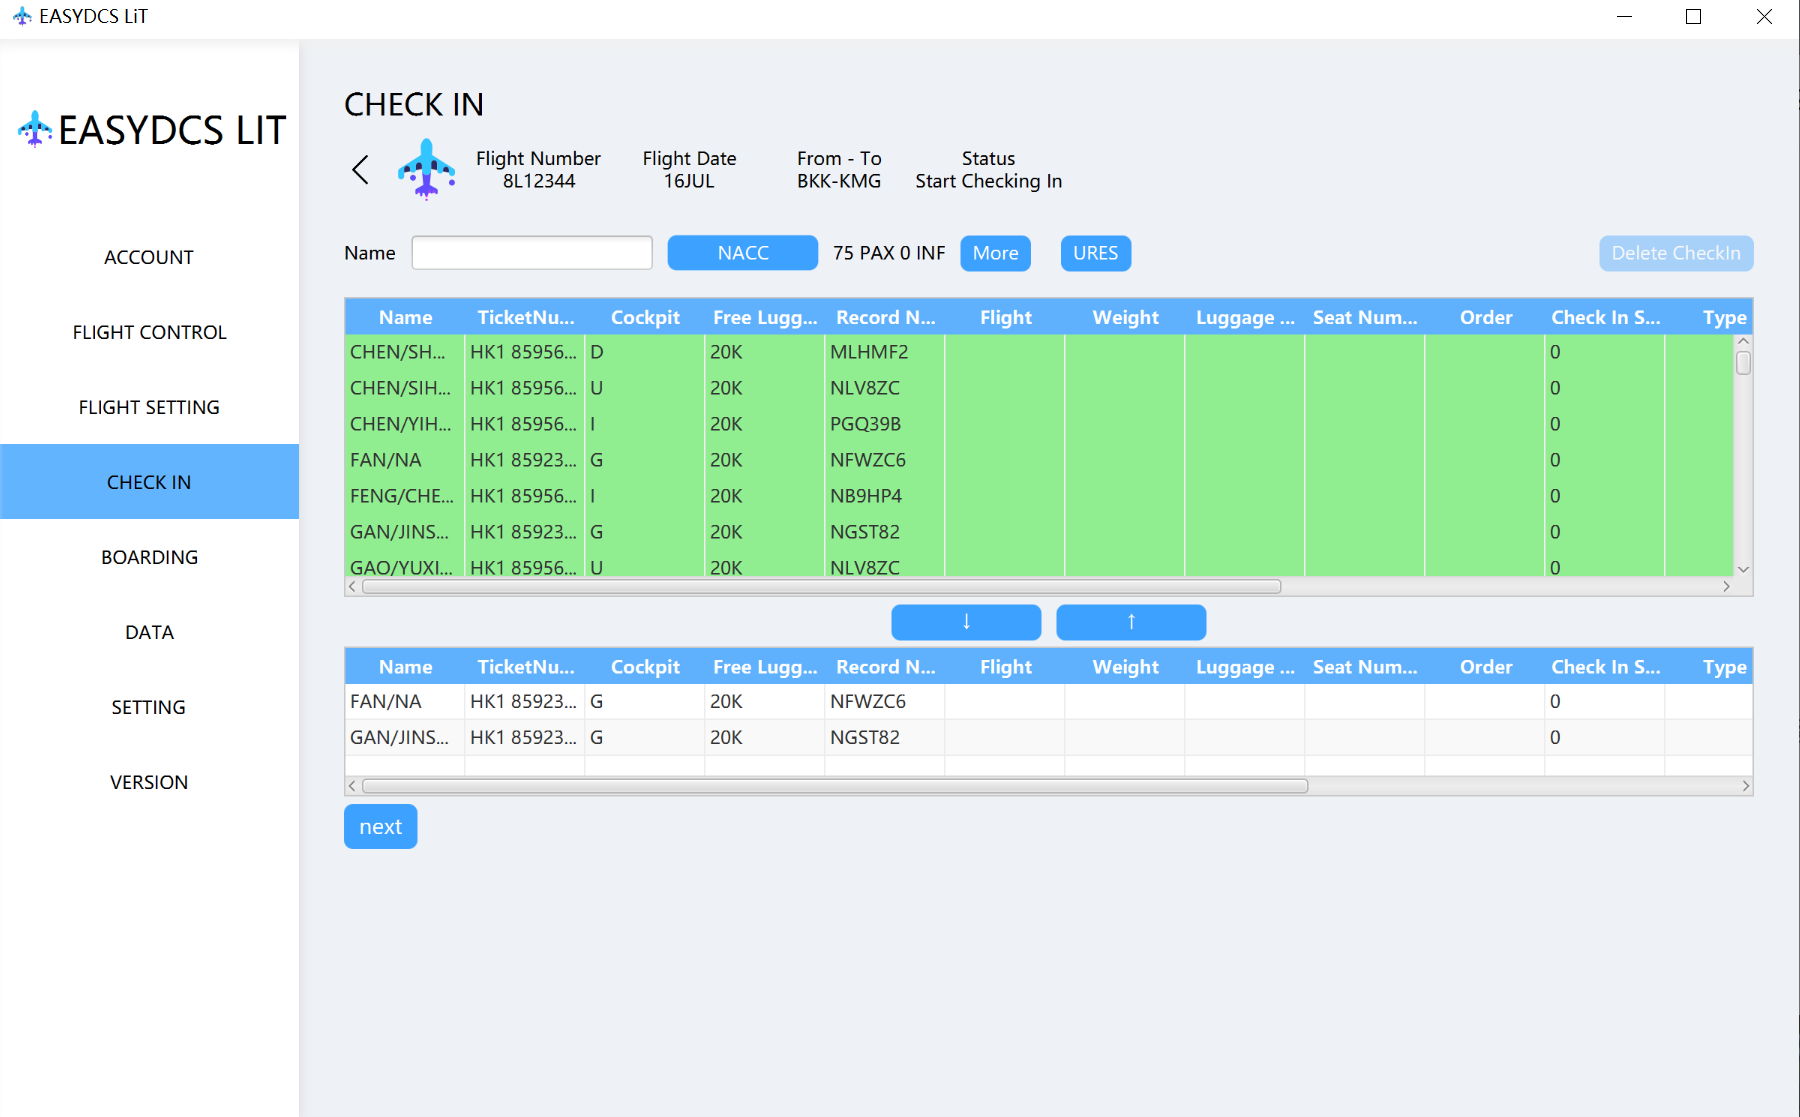 EASYDCS LiT
EASYDCS LIT
ACCOUNT
FLIGHT CONTROL
FLIGHT SETTING
CHECK IN
BOARDING
DATA
SETTING
VERSION
CHECK IN
Flight Number Flight Date From - To Status
8L12344 16JUL BKK-KMG Start Checking In
Name NACC 75 PAX 0 INF More URES Delete CheckIn
Name TicketNu... Cockpit Free Lugg... Record N... Flight Weight Luggage ... Seat Num... Order Check In S... Type
CHEN/SH... HK1 85956... D 20K MLHMF2 0
CHEN/SIH... HK1 85956... U 20K NLV8ZC 0
CHEN/YIH... HK1 85956... I 20K PGQ39B 0
FAN/NA HK1 85923... G 20K NFWZC6 0
FENG/CHE... HK1 85956... I 20K NB9HP4 0
GAN/JINS... HK1 85923... G 20K NGST82 0
GAO/YUXI... HK1 85956... U 20K NLV8ZC 0
↓ ↑
Name TicketNu... Cockpit Free Lugg... Record N... Flight Weight Luggage ... Seat Num... Order Check In S... Type
FAN/NA HK1 85923... G 20K NFWZC6 0
GAN/JINS... HK1 85923... G 20K NGST82 0
next